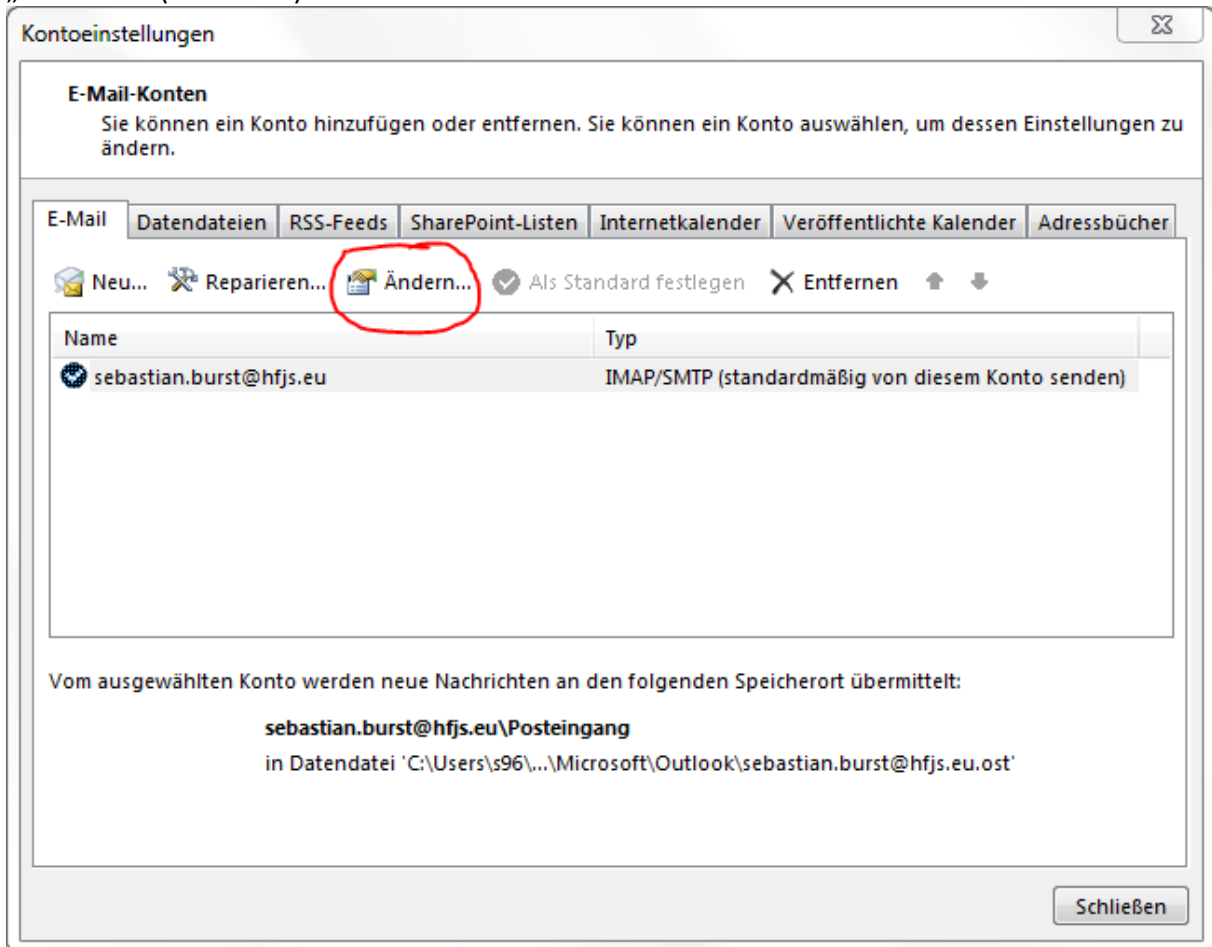 Kontoeinstellungen
E-Mail-Konten
Sie können ein Konto hinzufügen oder entfernen. Sie können ein Konto auswählen, um dessen Einstellungen zu
ändern.
E-Mail Datendateien RSS-Feeds SharePoint-Listen Internetkalender Veröffentlichte Kalender Adressbücher
Neu... Reparieren... Ändern... Als Standard festlegen Entfernen
Name Typ
sebastian.burst@hfjs.eu IMAP/SMTP (standardmäßig von diesem Konto senden)
Vom ausgewählten Konto werden neue Nachrichten an den folgenden Speicherort übermittelt:
sebastian.burst@hfjs.eu\Posteingang
in Datendatei 'C:\Users\s96\...\Microsoft\Outlook\sebastian.burst@hfjs.eu.ost'
Schließen